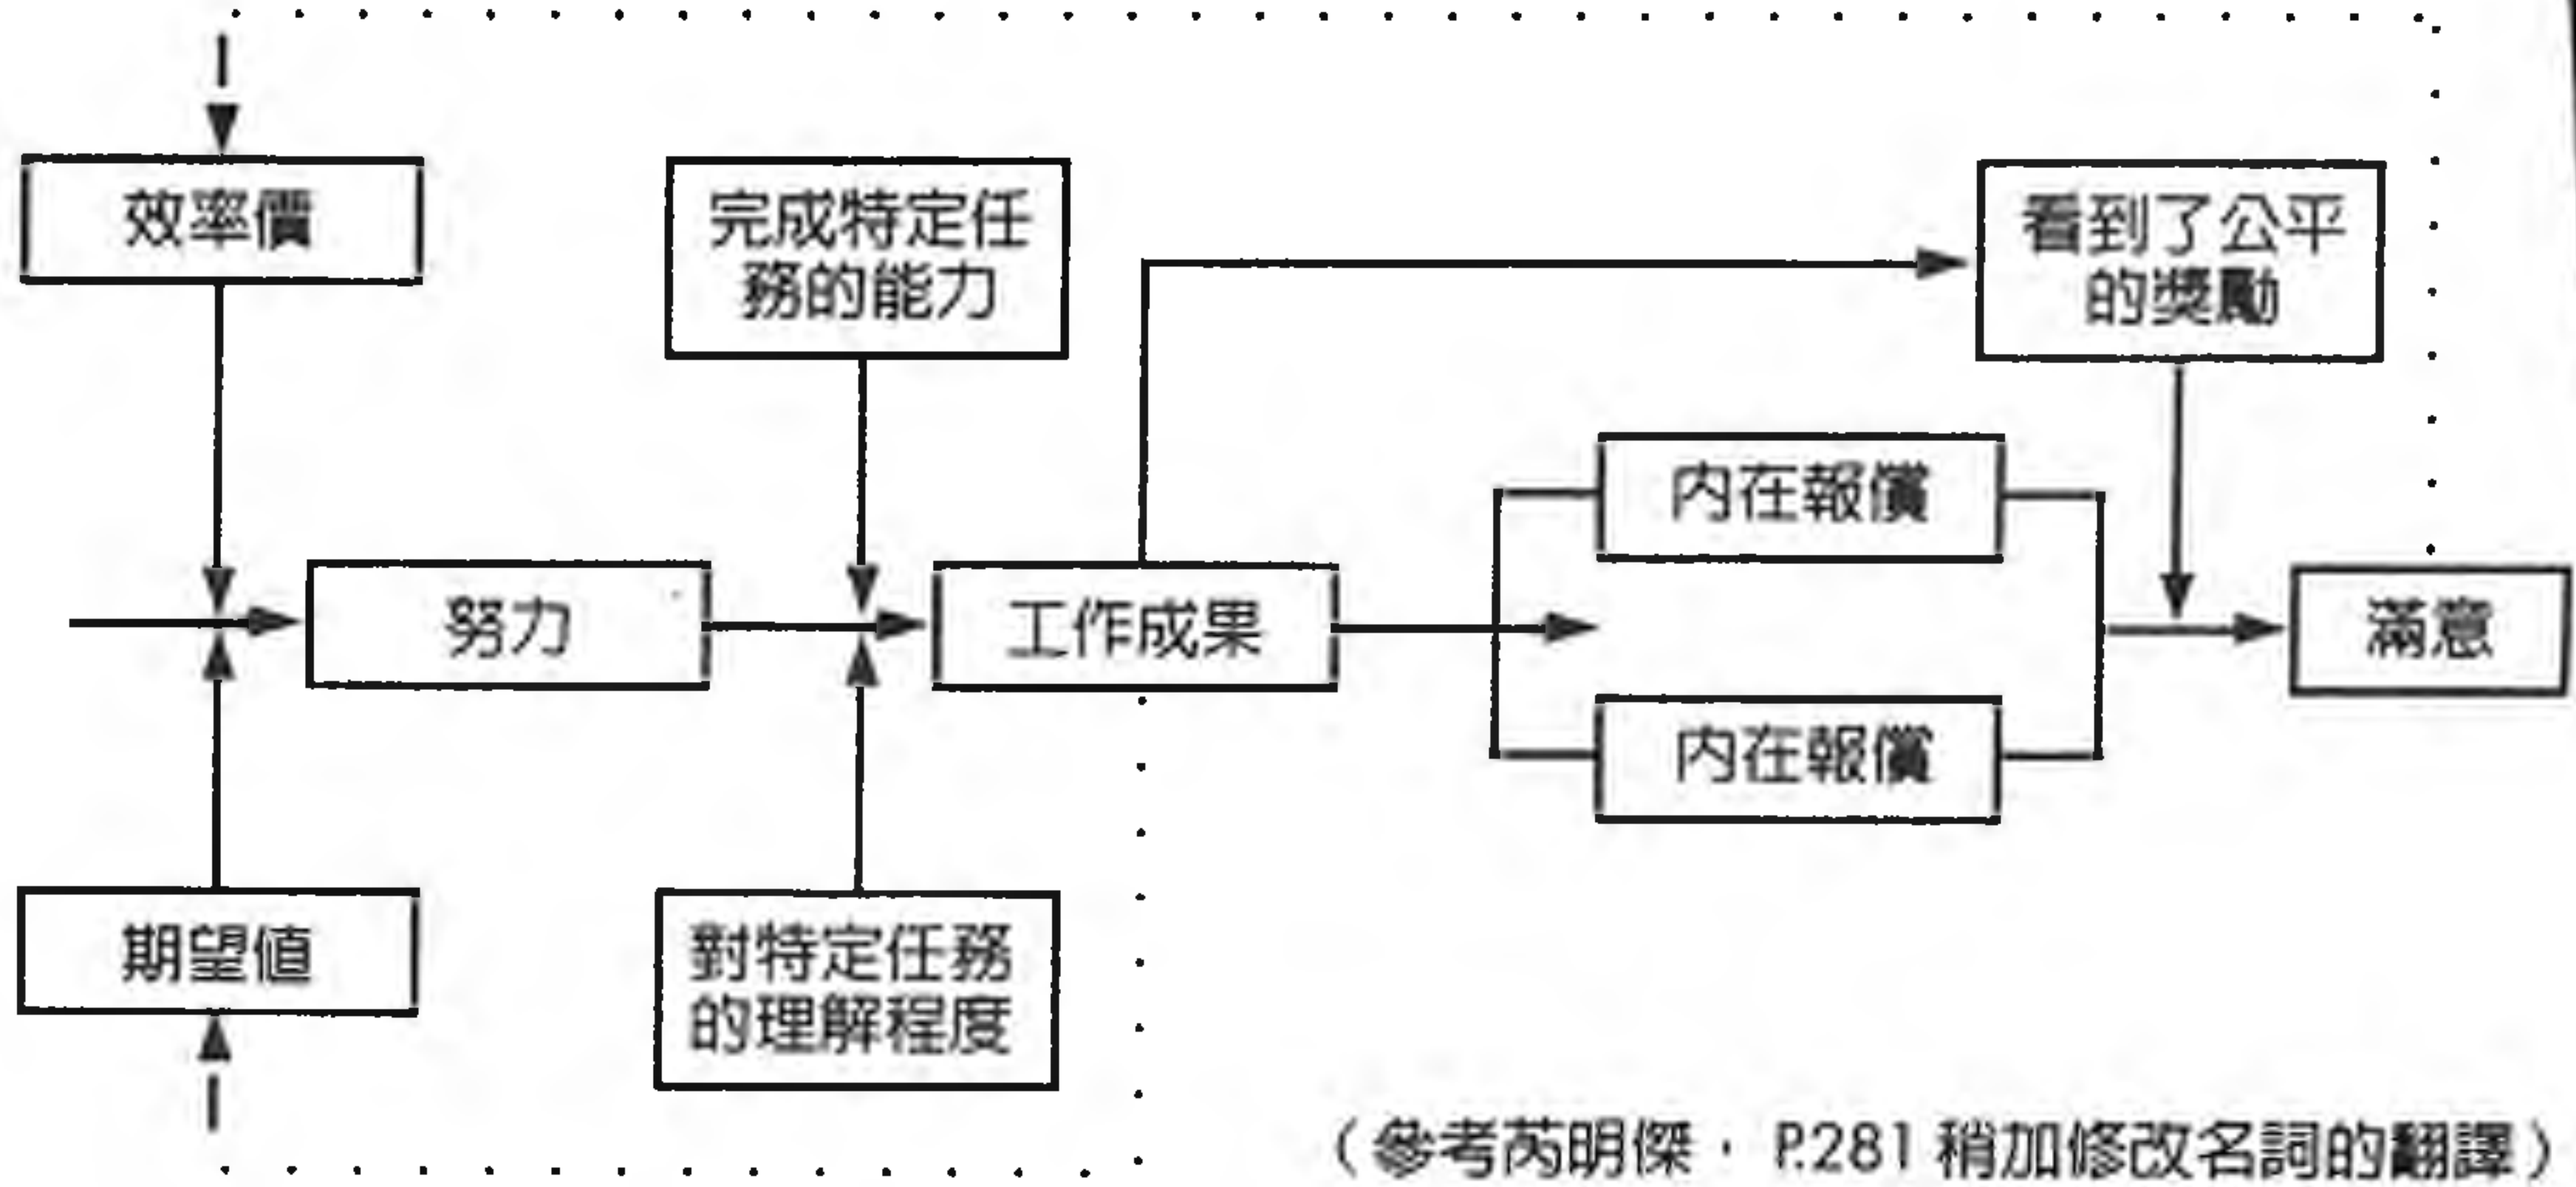 效率價
完成特定任
務的能力
看到了公平
的獎勵
內在報償
努力
工作成果
滿意
內在報償
期望值
對特定任務
的理解程度
（參考芮明傑，P.281 稍加修改名詞的翻譯）